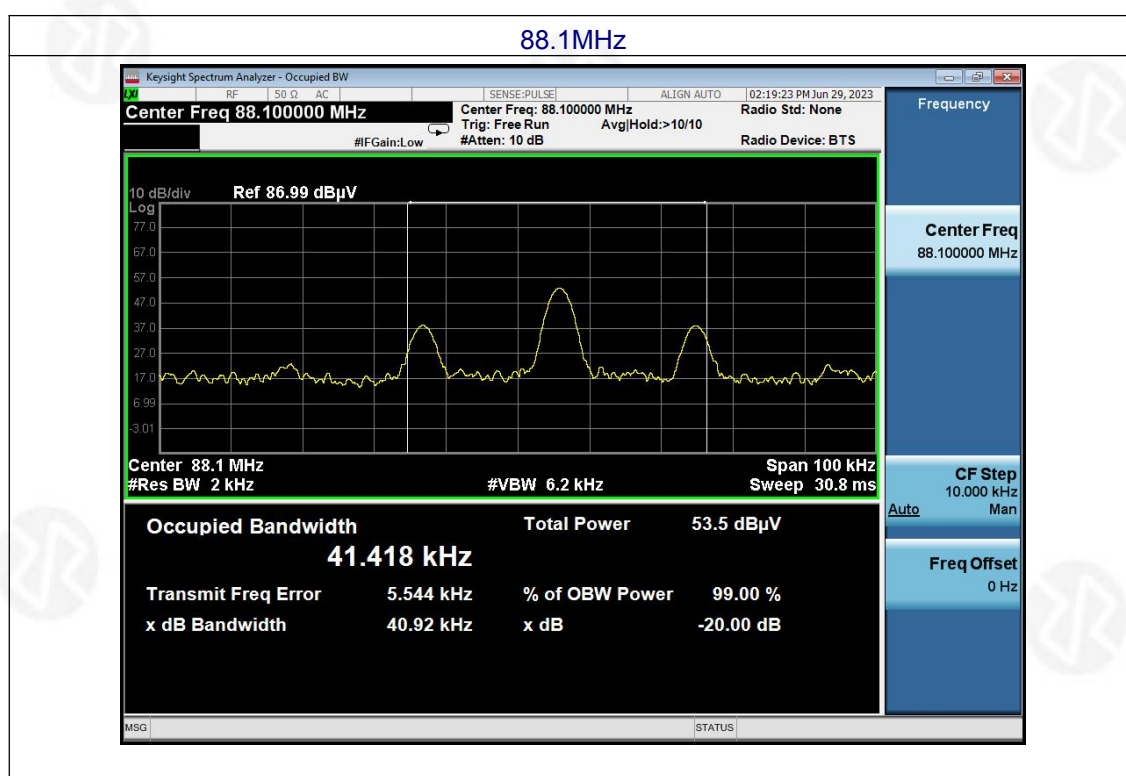 88.1MHz
Keysight Spectrum Analyzer - Occupied BW
LXI RF 50 Ω AC SENSE:PULSE ALIGN AUTO 02:19:23 PM Jun 29, 2023
Center Freq 88.100000 MHz
Center Freq: 88.100000 MHz Radio Std: None
Trig: Free Run Avg|Hold:>10/10
#IFGain:Low #Atten: 10 dB Radio Device: BTS
10 dB/div Ref 86.99 dBµV
Log
77.0
67.0
57.0
47.0
37.0
27.0
17.0
6.99
-3.01
Center 88.1 MHz Span 100 kHz
#Res BW 2 kHz #VBW 6.2 kHz Sweep 30.8 ms
Occupied Bandwidth Total Power 53.5 dBµV
41.418 kHz
Transmit Freq Error 5.544 kHz % of OBW Power 99.00 %
x dB Bandwidth 40.92 kHz x dB -20.00 dB
MSG STATUS
Frequency
Center Freq
88.100000 MHz
CF Step
10.000 kHz
Auto Man
Freq Offset
0 Hz